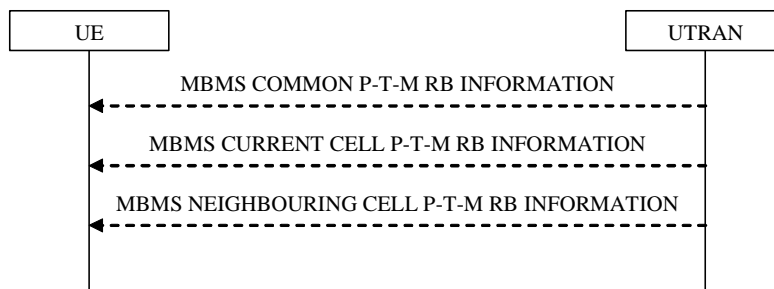 UE
UTRAN
MBMS COMMON P-T-M RB INFORMATION
MBMS CURRENT CELL P-T-M RB INFORMATION
MBMS NEIGHBOURING CELL P-T-M RB INFORMATION